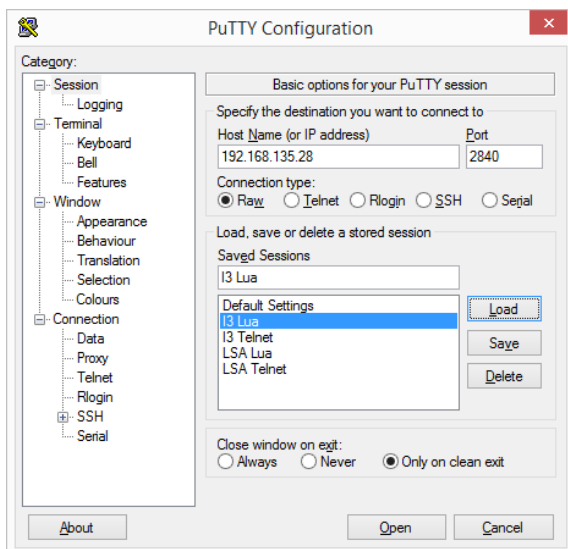 PuTTY Configuration
Category:
Session
Logging
Terminal
Keyboard
Bell
Features
Window
Appearance
Behaviour
Translation
Selection
Colours
Connection
Data
Proxy
Telnet
Rlogin
SSH
Serial
Basic options for your PuTTY session
Specify the destination you want to connect to
Host Name (or IP address) Port
192.168.135.28 2840
Connection type:
Raw Telnet Rlogin SSH Serial
Load, save or delete a stored session
Saved Sessions
I3 Lua
Default Settings
I3 Lua
I3 Telnet
LSA Lua
LSA Telnet
Load
Save
Delete
Close window on exit:
Always Never Only on clean exit
About Open Cancel